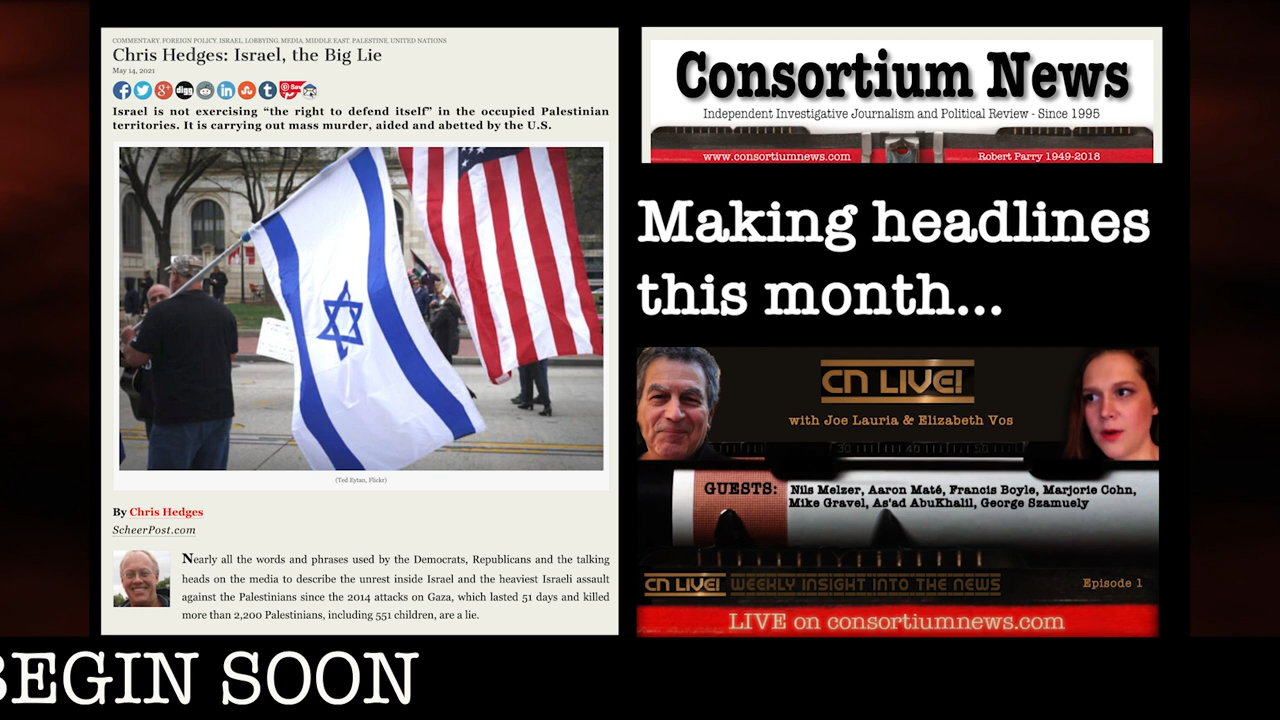 COMMENTARY, FOREIGN POLICY, ISRAEL, LOBBYING, MEDIA, MIDDLE EAST, PALESTINE, UNITED NATIONS
Chris Hedges: Israel, the Big Lie
May 14, 2021
digg
Save
Israel is not exercising “the right to defend itself” in the occupied Palestinian
territories. It is carrying out mass murder, aided and abetted by the U.S.
(Ted Eytan, Flickr)
By Chris Hedges
ScheerPost.com
Nearly all the words and phrases used by the Democrats, Republicans and the talking
heads on the media to describe the unrest inside Israel and the heaviest Israeli assault
against the Palestinians since the 2014 attacks on Gaza, which lasted 51 days and killed
more than 2,200 Palestinians, including 551 children, are a lie.
Consortium News
Independent Investigative Journalism and Political Review - Since 1995
www.consortiumnews.com
Robert Parry 1949-2018
Making headlines
this month...
CN LIVE!
with Joe Lauria & Elizabeth Vos
30 40 50
GUESTS: Nils Melzer, Aaron Maté, Francis Boyle, Marjorie Cohn,
Mike Gravel, As'ad AbuKhalil, George Szamuely
CN LIVE! WEEKLY INSIGHT INTO THE NEWS
Episode 1
LIVE on consortiumnews.com
BEGIN SOON